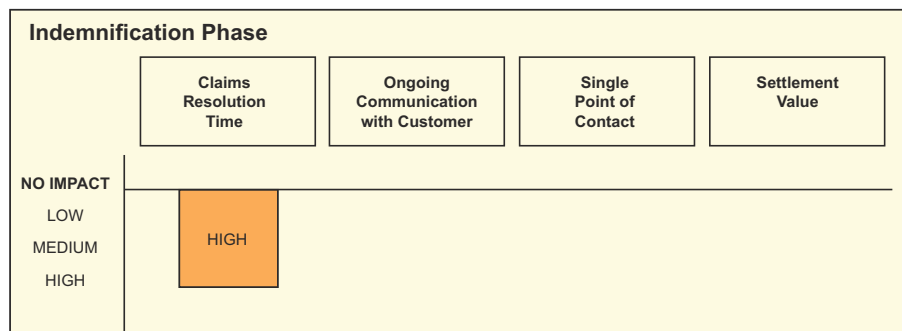 Indemnification Phase
Claims
Resolution
Time
Ongoing
Communication
with Customer
Single
Point of
Contact
Settlement
Value
NO IMPACT
LOW
MEDIUM
HIGH
HIGH